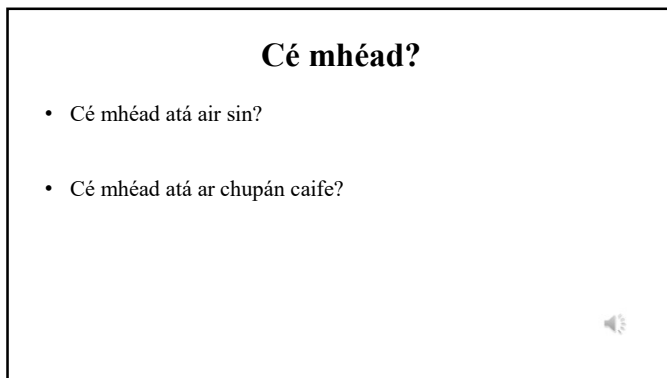 Cé mhéad?
• Cé mhéad atá air sin?
• Cé mhéad atá ar chupán caife?